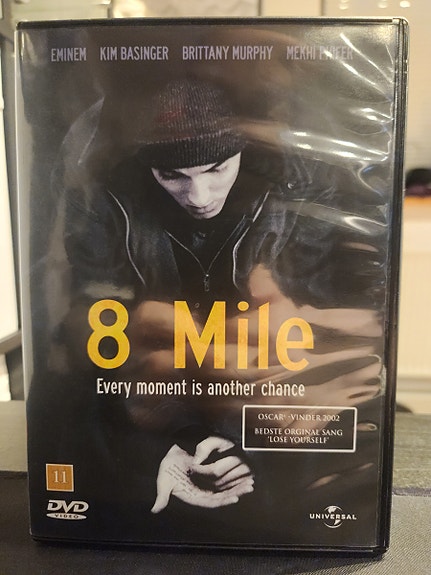 EMINEM KIM BASINGER BRITTANY MURPHY MEKHI PHIFER
8 Mile
Every moment is another chance
OSCAR®-VINDER 2002
BEDSTE ORGINAL SANG
'LOSE YOURSELF'
11
DVD
VIDEO
UNIVERSAL